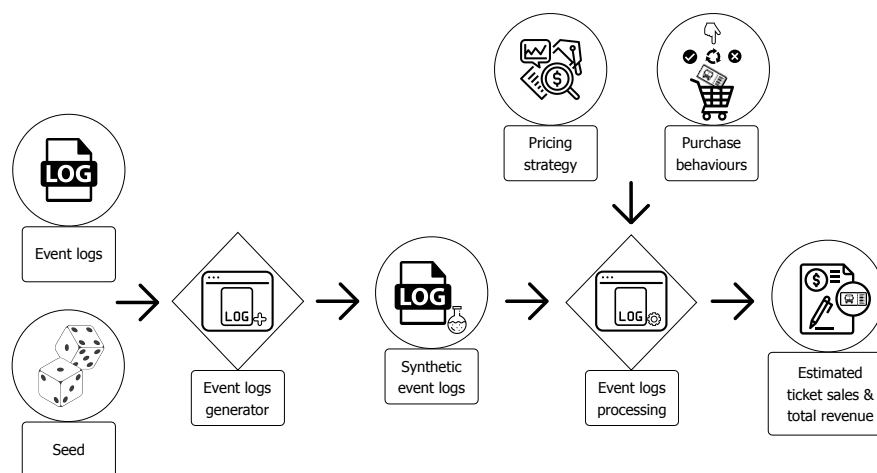 Pricing
strategy
Purchase
behaviours
LOG
Event logs
LOG
Event logs
generator
LOG
Synthetic
event logs
LOG
Event logs
processing
Estimated
ticket sales &
total revenue
Seed